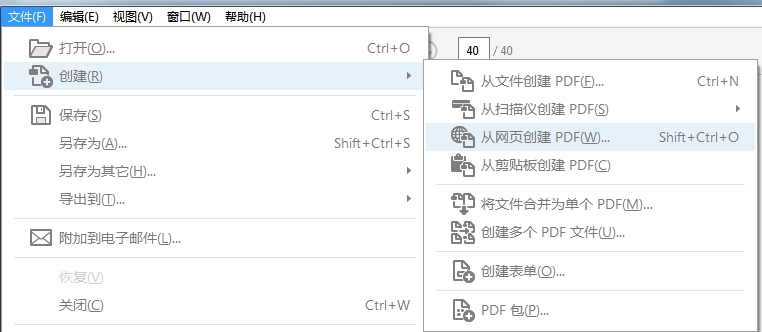 文件(F) 编辑(E) 视图(V) 窗口(W) 帮助(H)
打开(O)... Ctrl+O
创建(R)
保存(S) Ctrl+S
另存为(A)... Shift+Ctrl+S
另存为其它(H)...
导出到(T)...
附加到电子邮件(L)...
恢复(V)
关闭(C) Ctrl+W
40 / 40
从文件创建 PDF(F)... Ctrl+N
从扫描仪创建 PDF(S)
从网页创建 PDF(W)... Shift+Ctrl+O
从剪贴板创建 PDF(C)
将文件合并为单个 PDF(M)...
创建多个 PDF 文件(U)...
创建表单(O)...
PDF 包(P)...